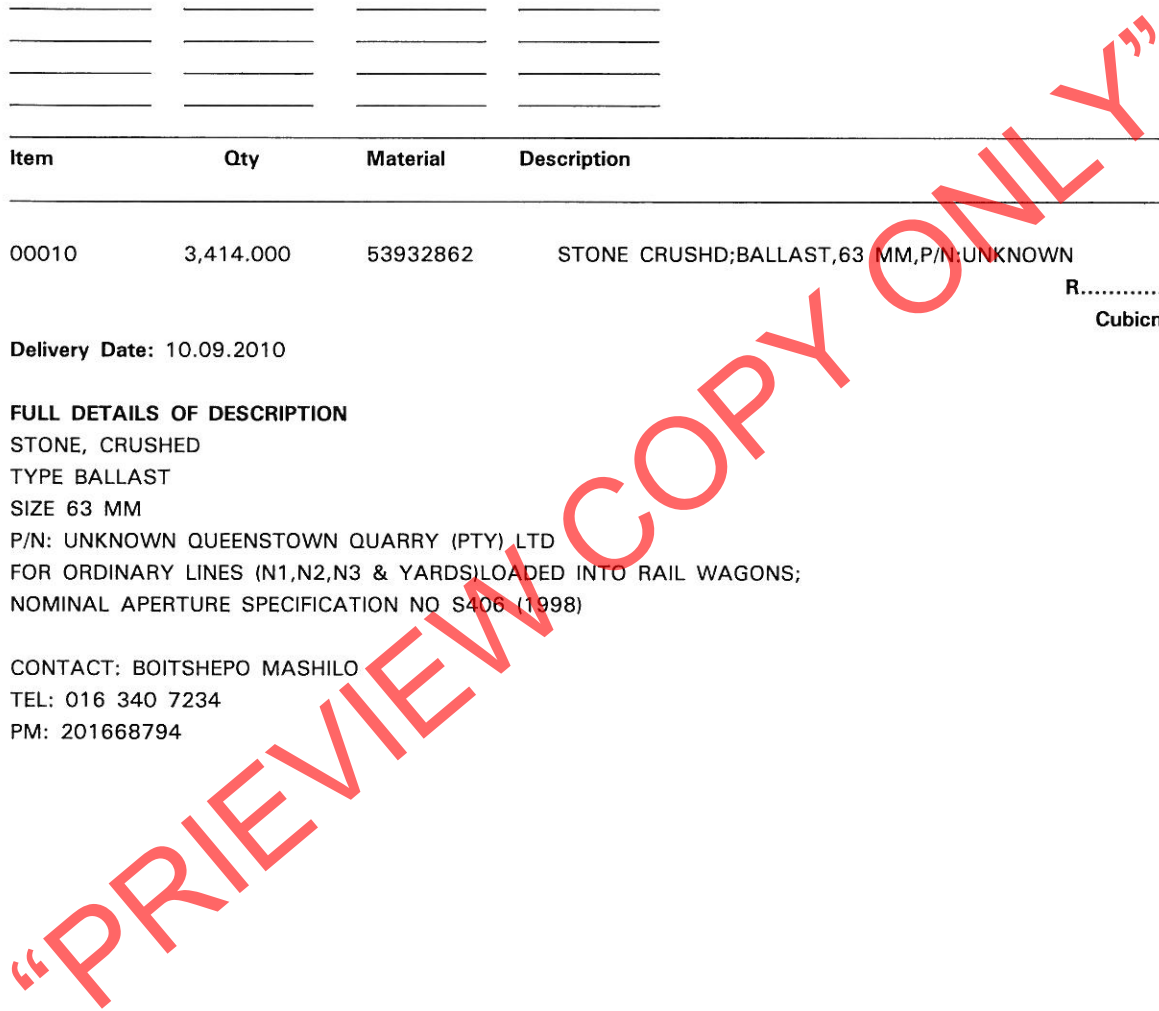 Item Qty Material Description
00010 3,414.000 53932862 STONE CRUSHD;BALLAST,63 MM,P/N:UNKNOWN
R............
Cubicm
Delivery Date: 10.09.2010
FULL DETAILS OF DESCRIPTION
STONE, CRUSHED
TYPE BALLAST
SIZE 63 MM
P/N: UNKNOWN QUEENSTOWN QUARRY (PTY) LTD
FOR ORDINARY LINES (N1,N2,N3 & YARDS)LOADED INTO RAIL WAGONS;
NOMINAL APERTURE SPECIFICATION NO S406 (1998)
CONTACT: BOITSHEPO MASHILO
TEL: 016 340 7234
PM: 201668794
“PRIEVIEW COPY ONLY”